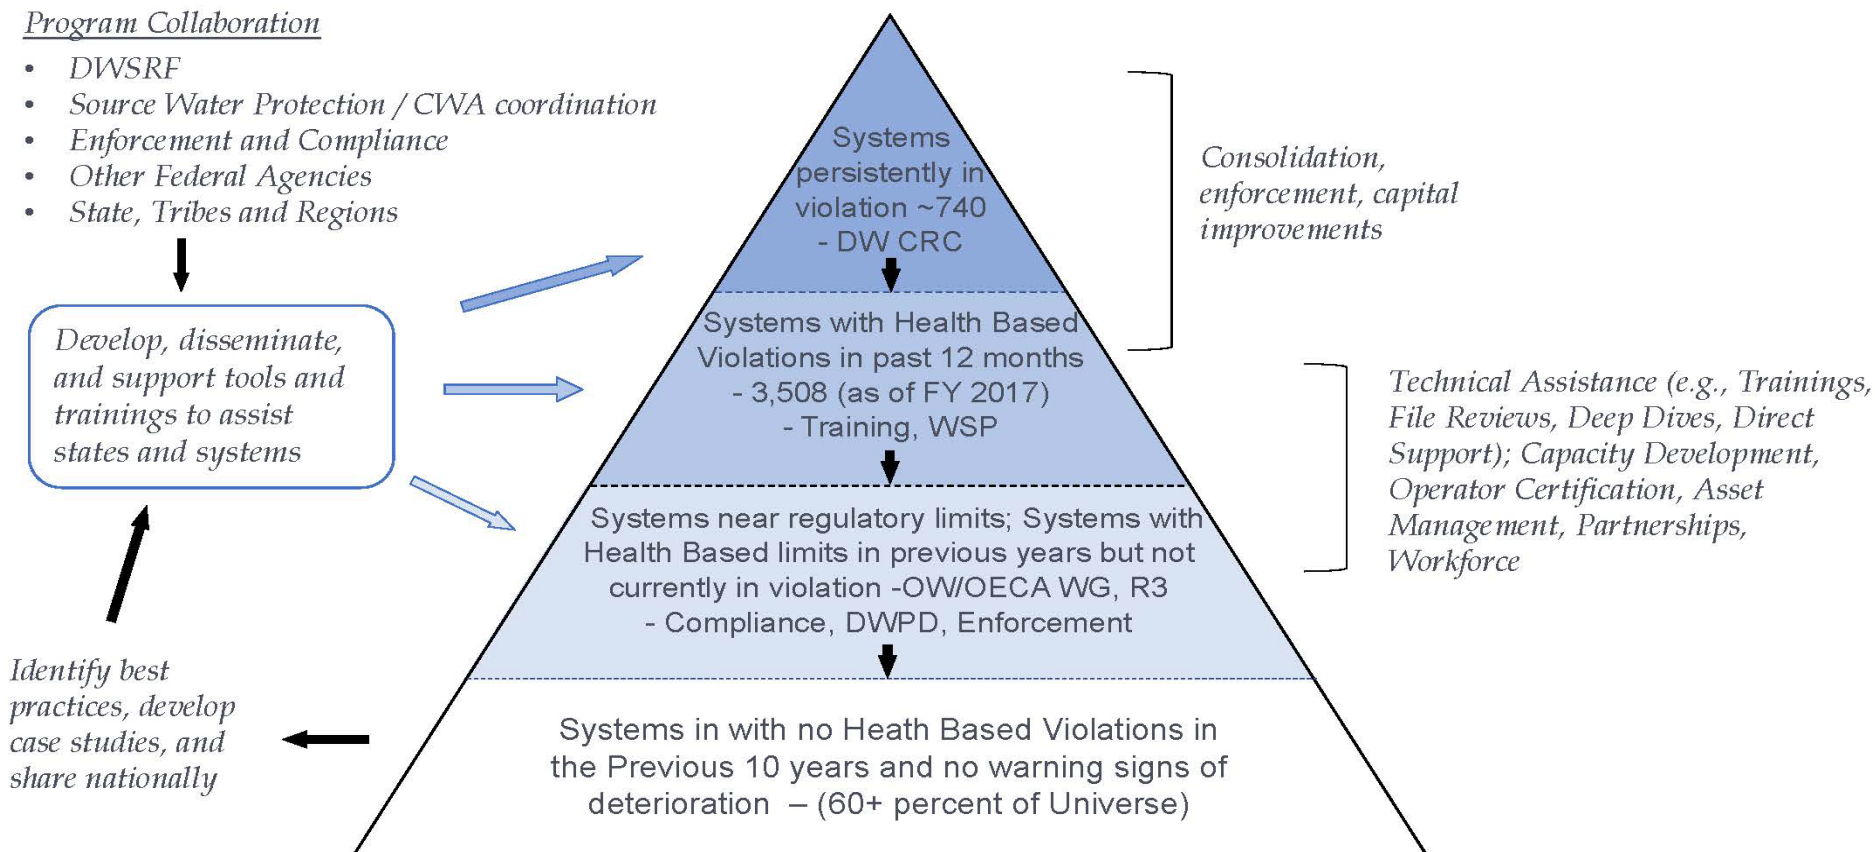 Program Collaboration
• DWSRF
• Source Water Protection / CWA coordination
• Enforcement and Compliance
• Other Federal Agencies
• State, Tribes and Regions
Develop, disseminate,
and support tools and
trainings to assist
states and systems
Identify best
practices, develop
case studies, and
share nationally
Systems
persistently in
violation ~740
- DW CRC
Systems with Health Based
Violations in past 12 months
- 3,508 (as of FY 2017)
- Training, WSP
Systems near regulatory limits; Systems with
Health Based limits in previous years but not
currently in violation -OW/OECA WG, R3
- Compliance, DWPD, Enforcement
Systems in with no Heath Based Violations in
the Previous 10 years and no warning signs of
deterioration – (60+ percent of Universe)
Consolidation,
enforcement, capital
improvements
Technical Assistance (e.g., Trainings,
File Reviews, Deep Dives, Direct
Support); Capacity Development,
Operator Certification, Asset
Management, Partnerships,
Workforce